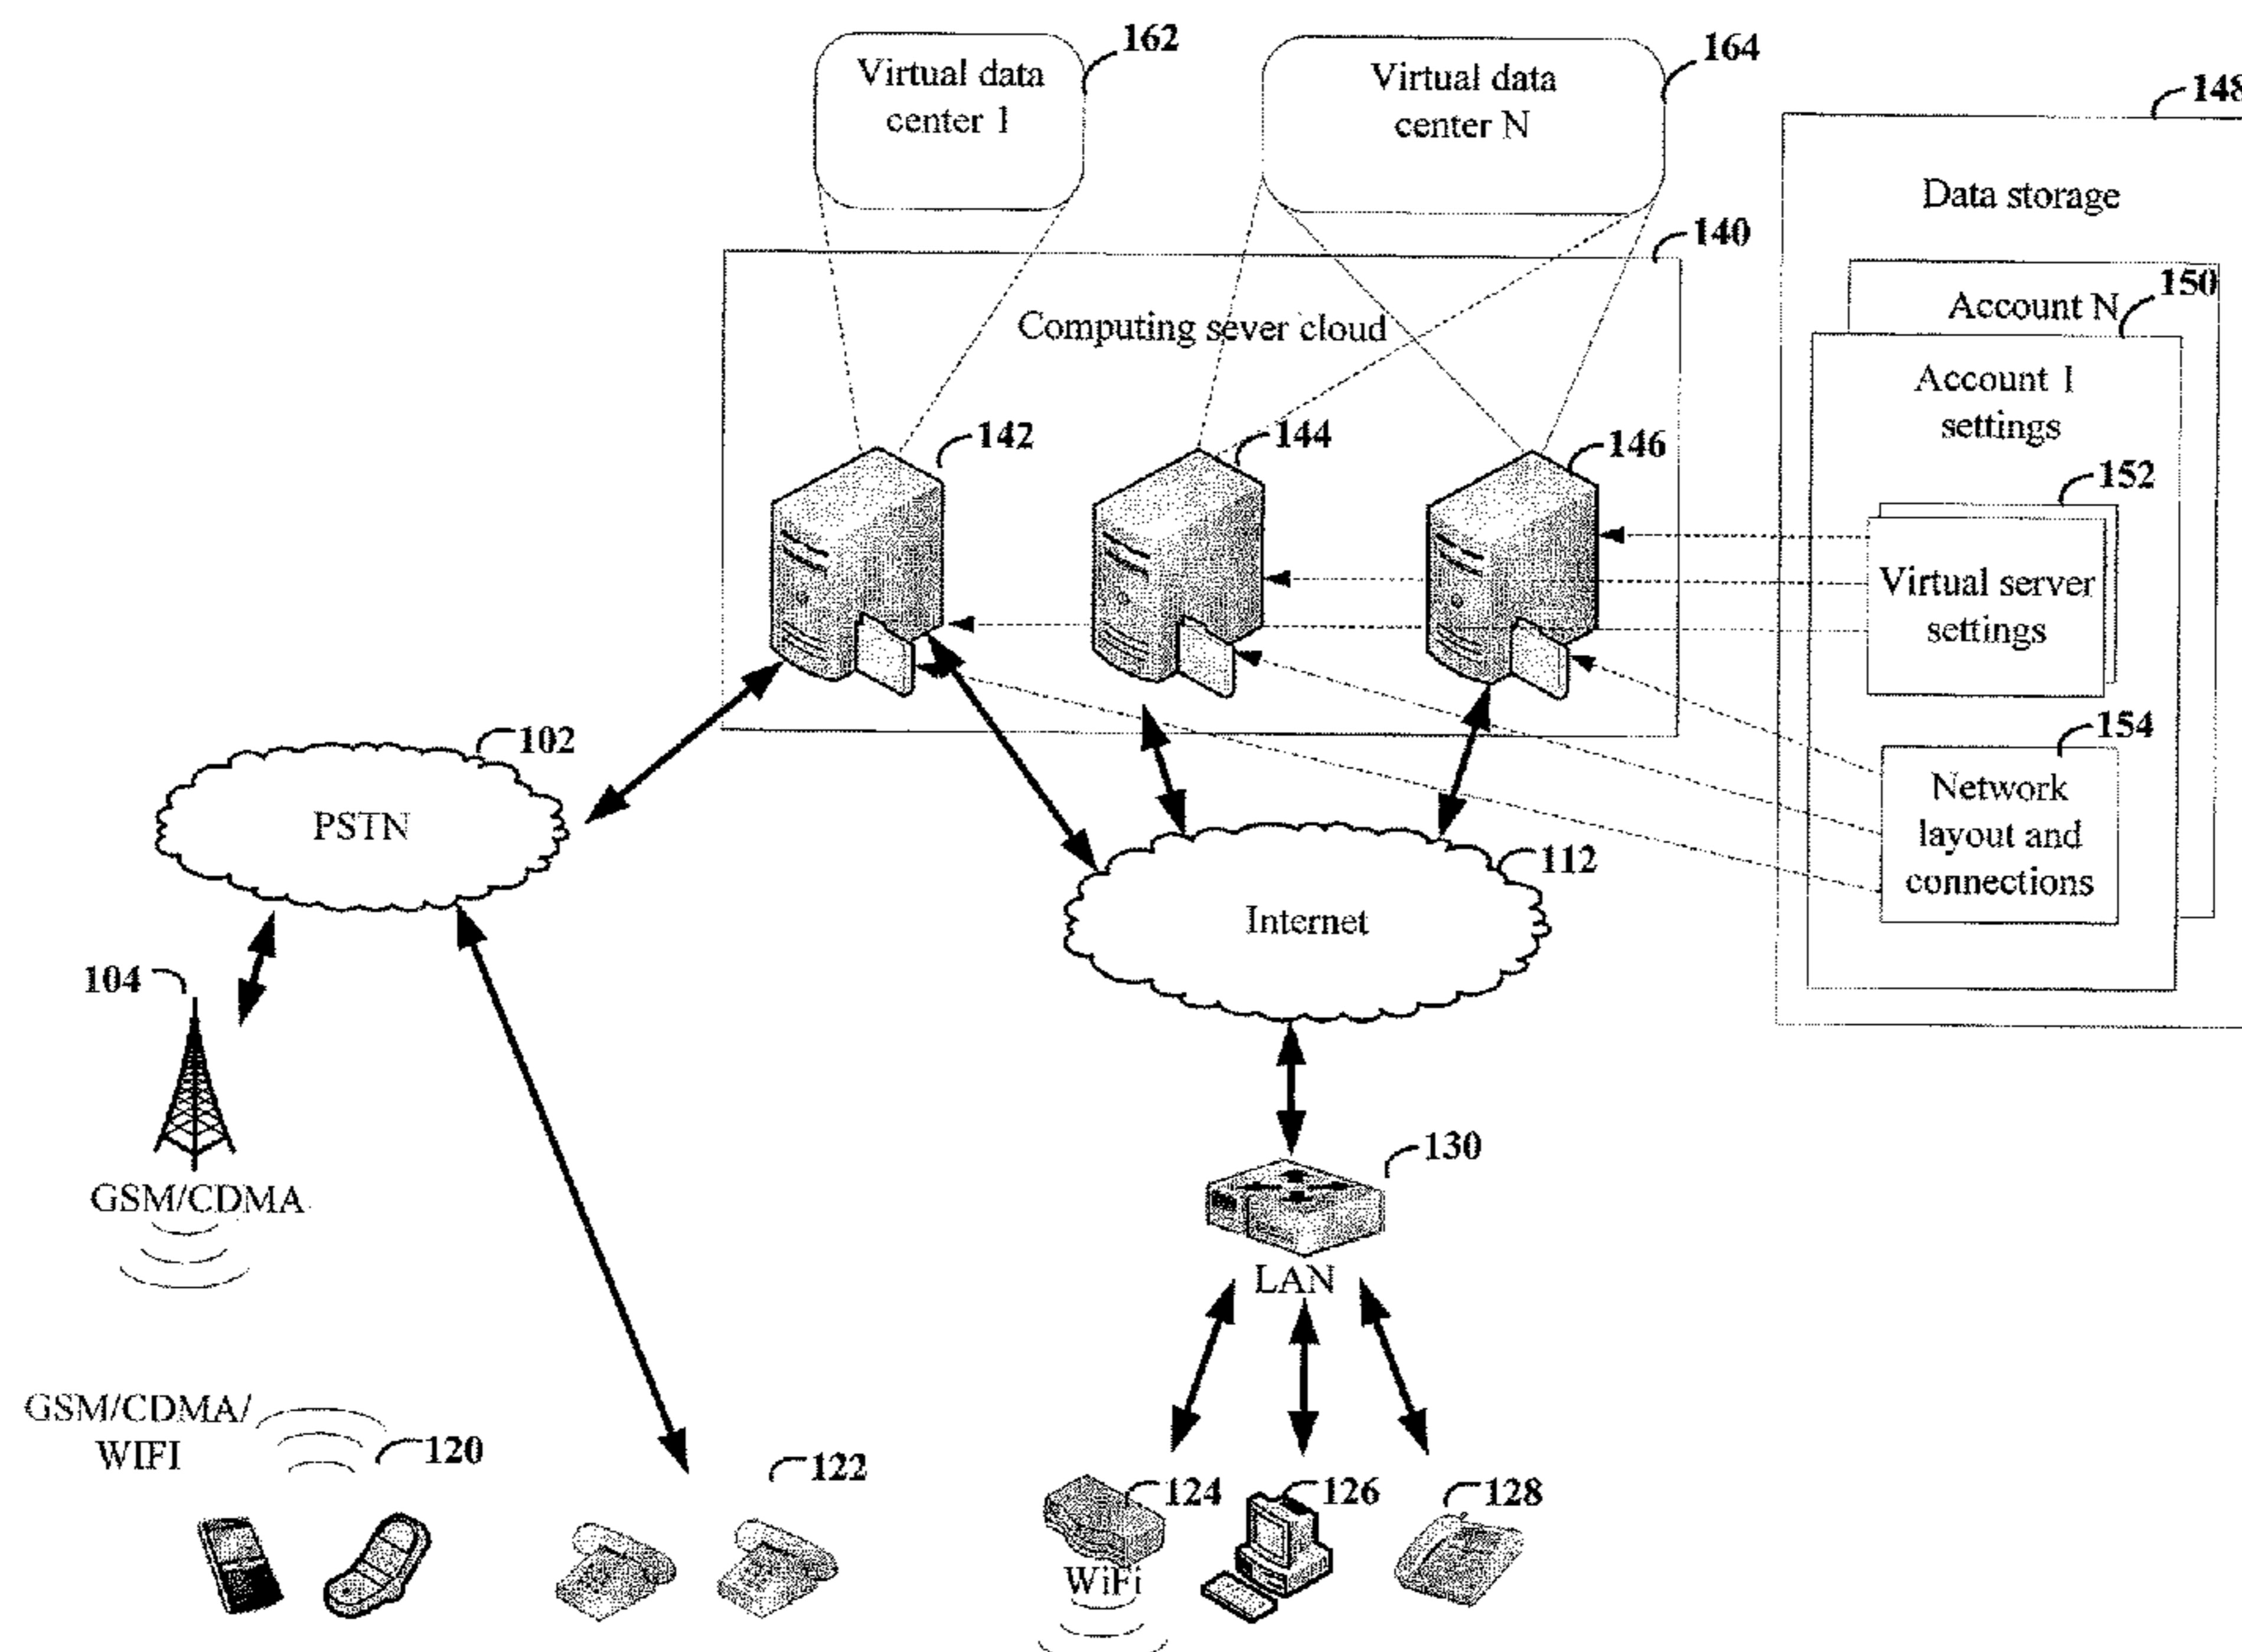 162
Virtual data
center 1
164
Virtual data
center N
148
Data storage
140
Computing sever cloud
150
Account N
Account 1
settings
142
144
146
152
Virtual server
settings
102
PSTN
154
Network
layout and
connections
112
Internet
104
GSM/CDMA
130
LAN
GSM/CDMA/
WIFI
120
122
124
126
128
WiFi